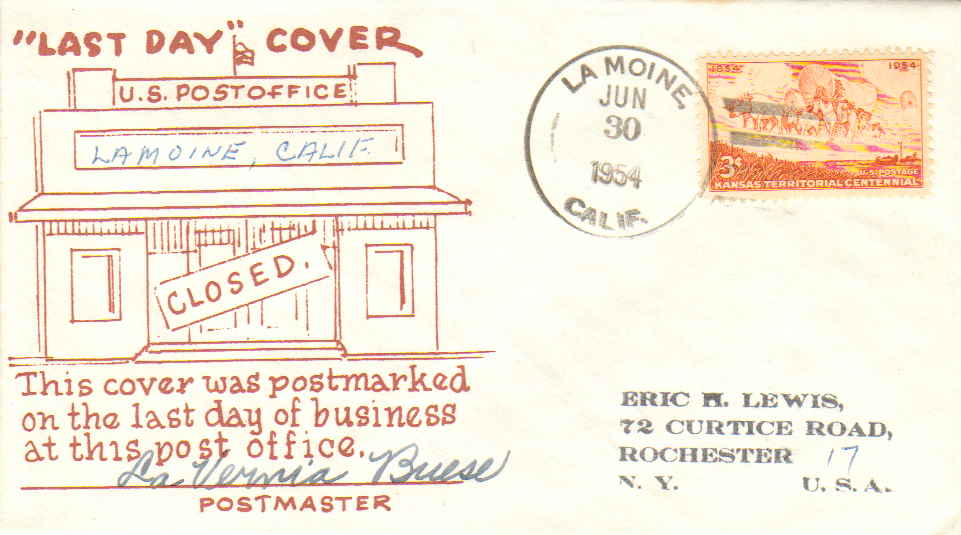 "LAST DAY" COVER
U.S. POSTOFFICE
LAMOINE, CALIF.
CLOSED.
This cover was postmarked
on the last day of business
at this post office.
La Vernia Buese
POSTMASTER
LA MOINE,
JUN
30
1954
CALIF.
1854 1954
3¢ U.S. POSTAGE
KANSAS TERRITORIAL CENTENNIAL
ERIC H. LEWIS,
72 CURTICE ROAD,
ROCHESTER 17
N. Y. U. S. A.